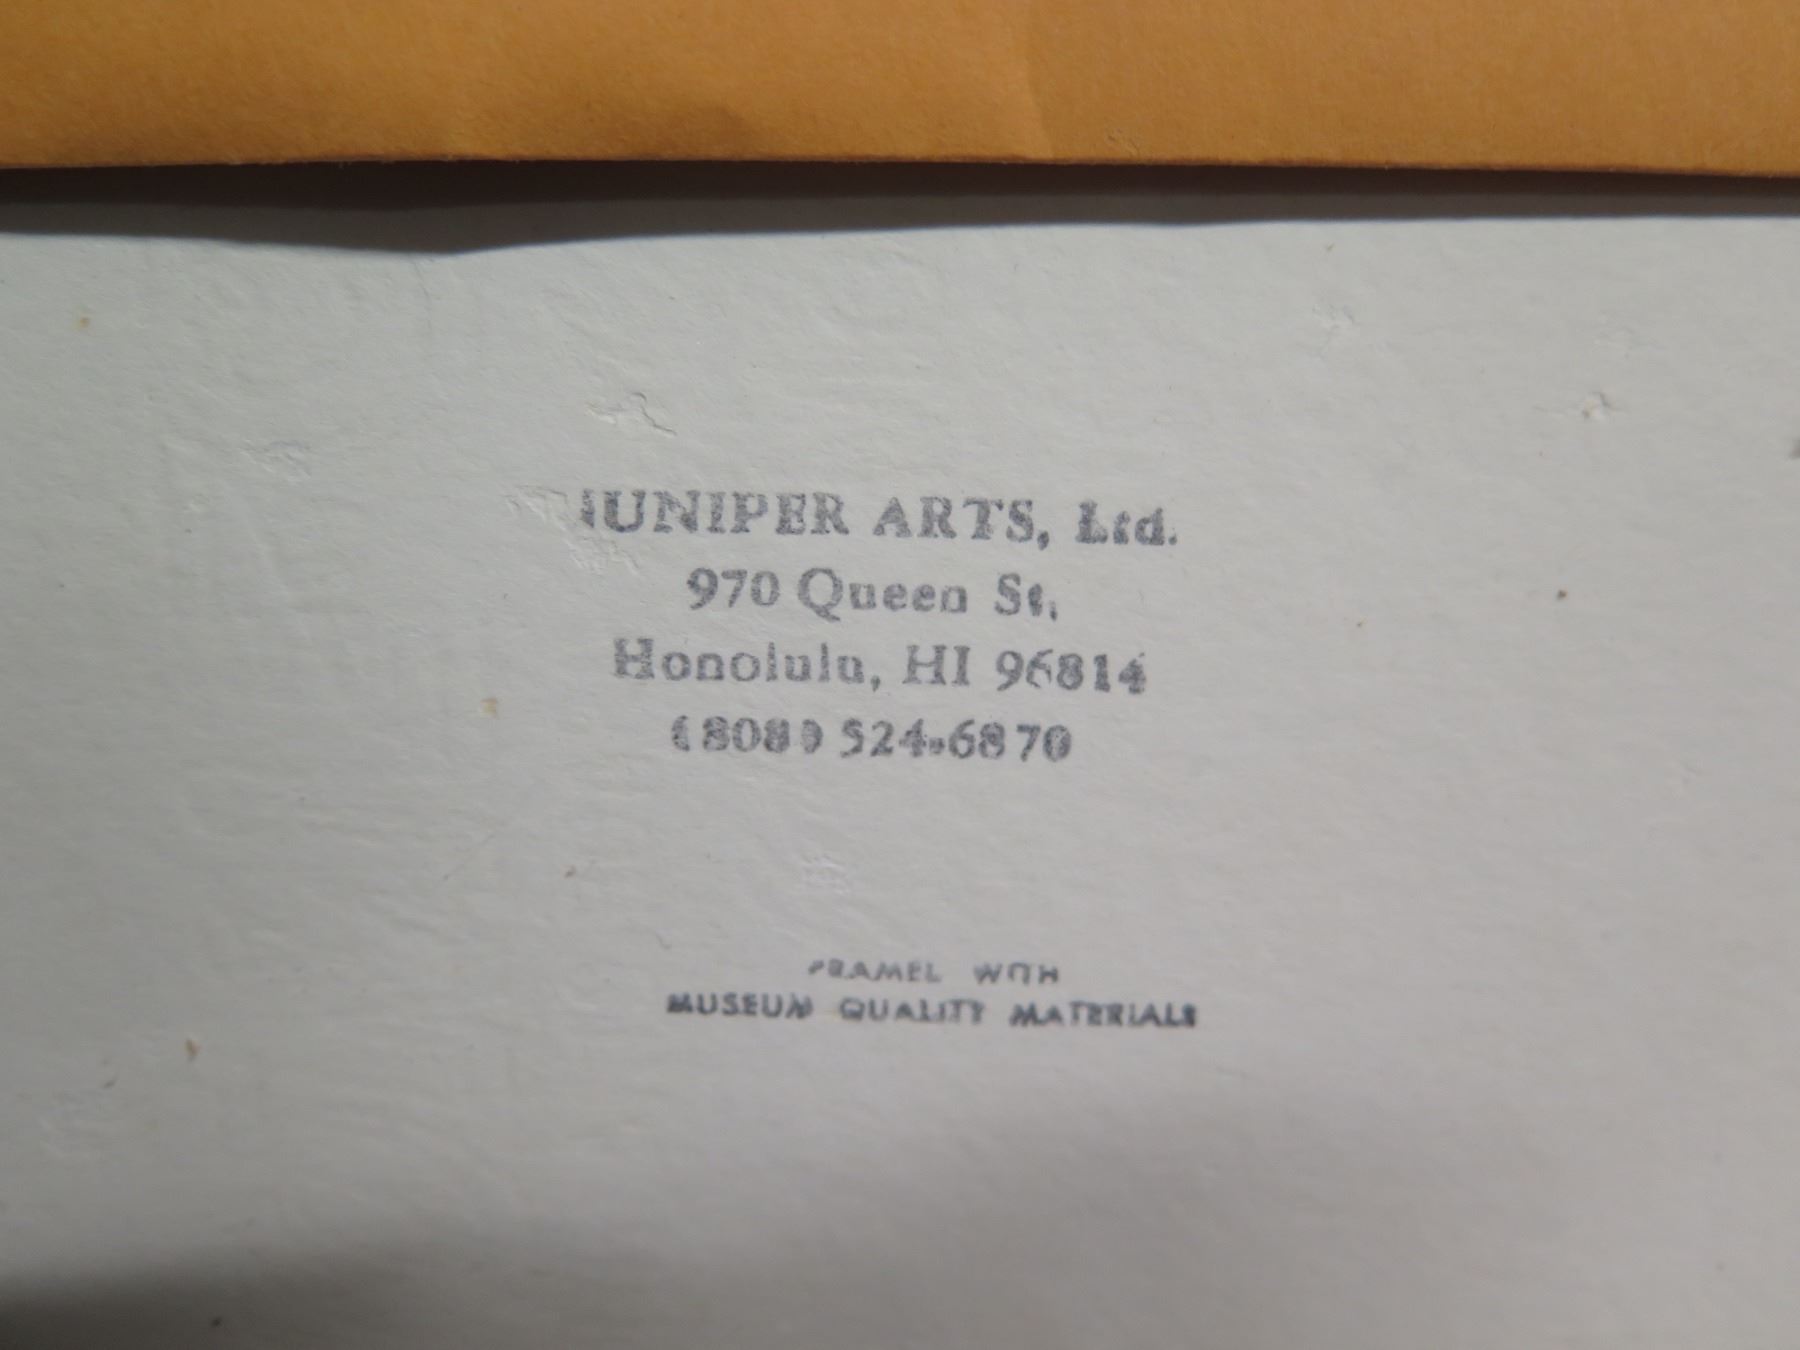 JUNIPER ARTS, Ltd.
970 Queen St.
Honolulu, HI 96814
(808) 524-6870
FRAMED WITH
MUSEUM QUALITY MATERIALS